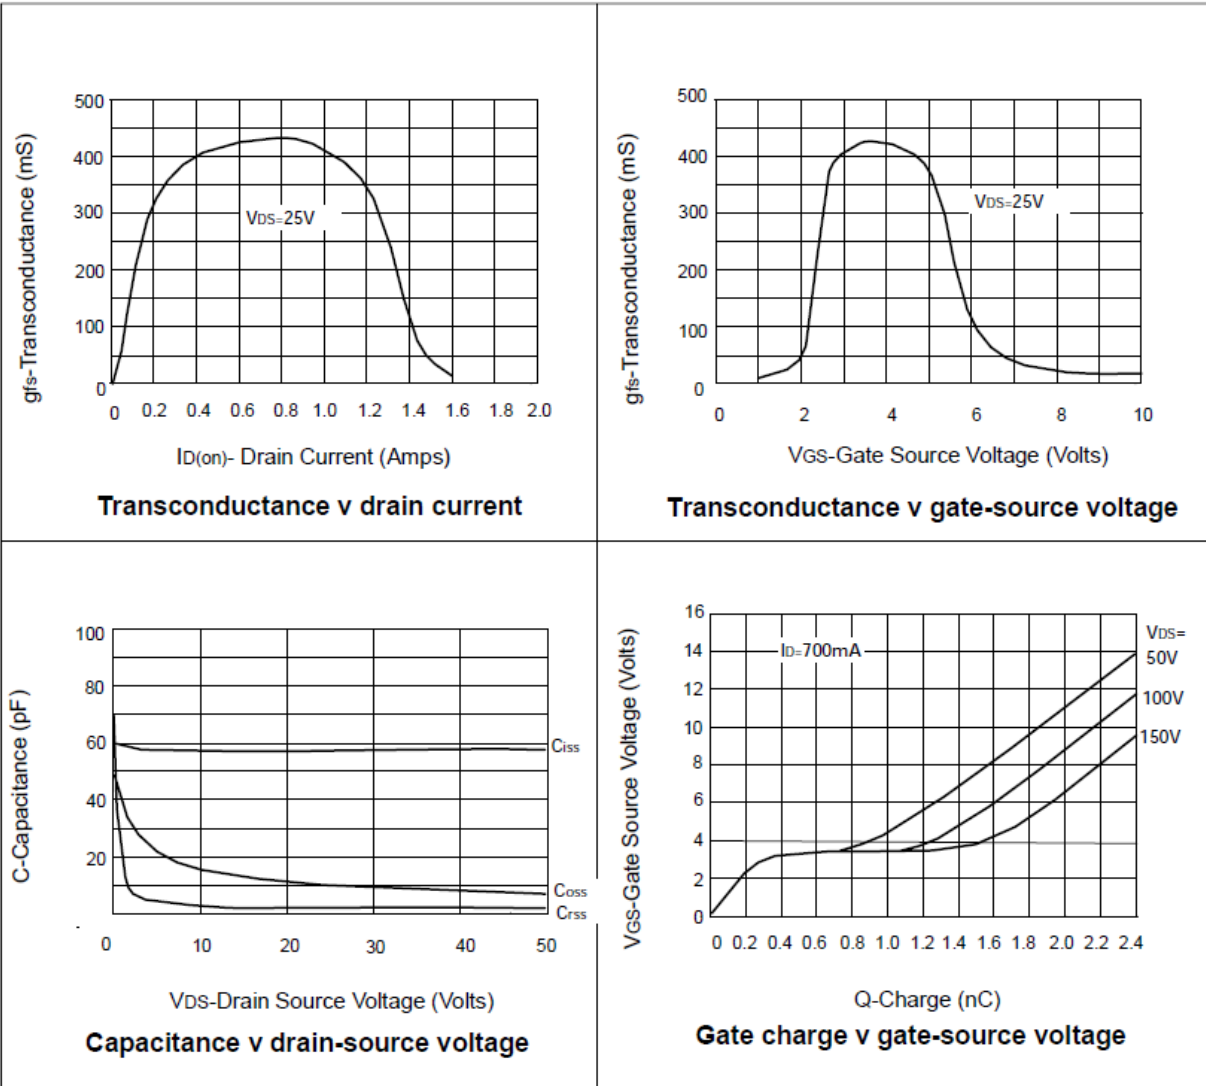 500
400
300
200
100
0
gfs-Transconductance (mS)
VDS=25V
0 0.2 0.4 0.6 0.8 1.0 1.2 1.4 1.6 1.8 2.0
ID(on)- Drain Current (Amps)
Transconductance v drain current
500
400
300
200
100
0
gfs-Transconductance (mS)
VDS=25V
0 2 4 6 8 10
VGS-Gate Source Voltage (Volts)
Transconductance v gate-source voltage
100
80
60
40
20
C-Capacitance (pF)
Ciss
Coss
Crss
0 10 20 30 40 50
VDS-Drain Source Voltage (Volts)
Capacitance v drain-source voltage
16
14
12
10
8
6
4
2
0
VGS-Gate Source Voltage (Volts)
ID=700mA
VDS=
50V
100V
150V
0 0.2 0.4 0.6 0.8 1.0 1.2 1.4 1.6 1.8 2.0 2.2 2.4
Q-Charge (nC)
Gate charge v gate-source voltage